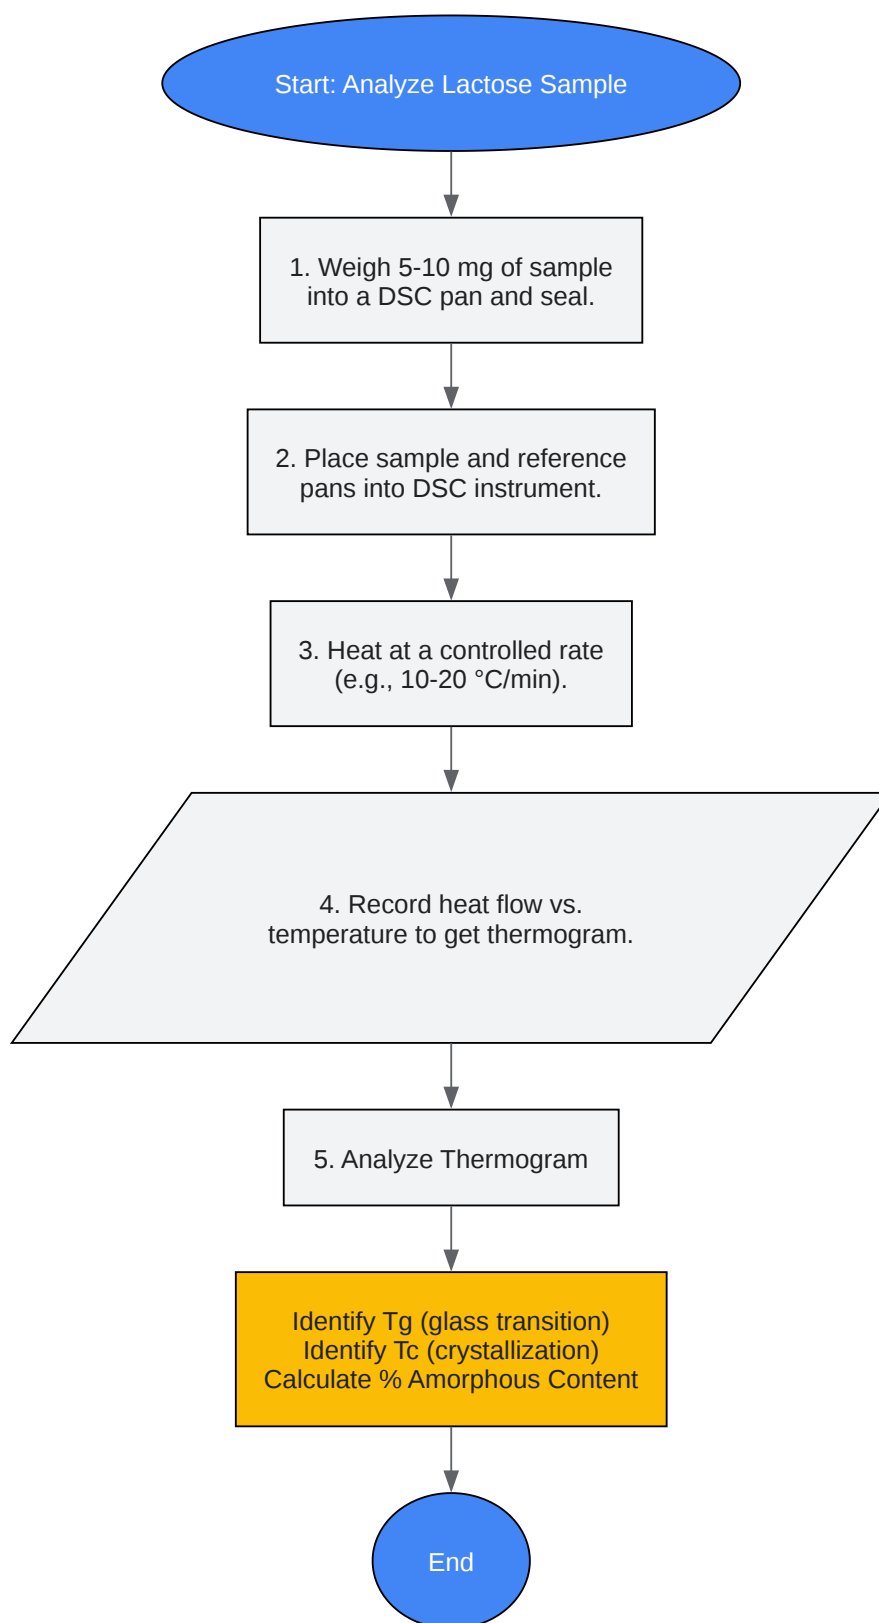 Start: Analyze Lactose Sample
1. Weigh 5-10 mg of sample
into a DSC pan and seal.
2. Place sample and reference
pans into DSC instrument.
3. Heat at a controlled rate
(e.g., 10-20 °C/min).
4. Record heat flow vs.
temperature to get thermogram.
5. Analyze Thermogram
Identify Tg (glass transition)
Identify Tc (crystallization)
Calculate % Amorphous Content
End